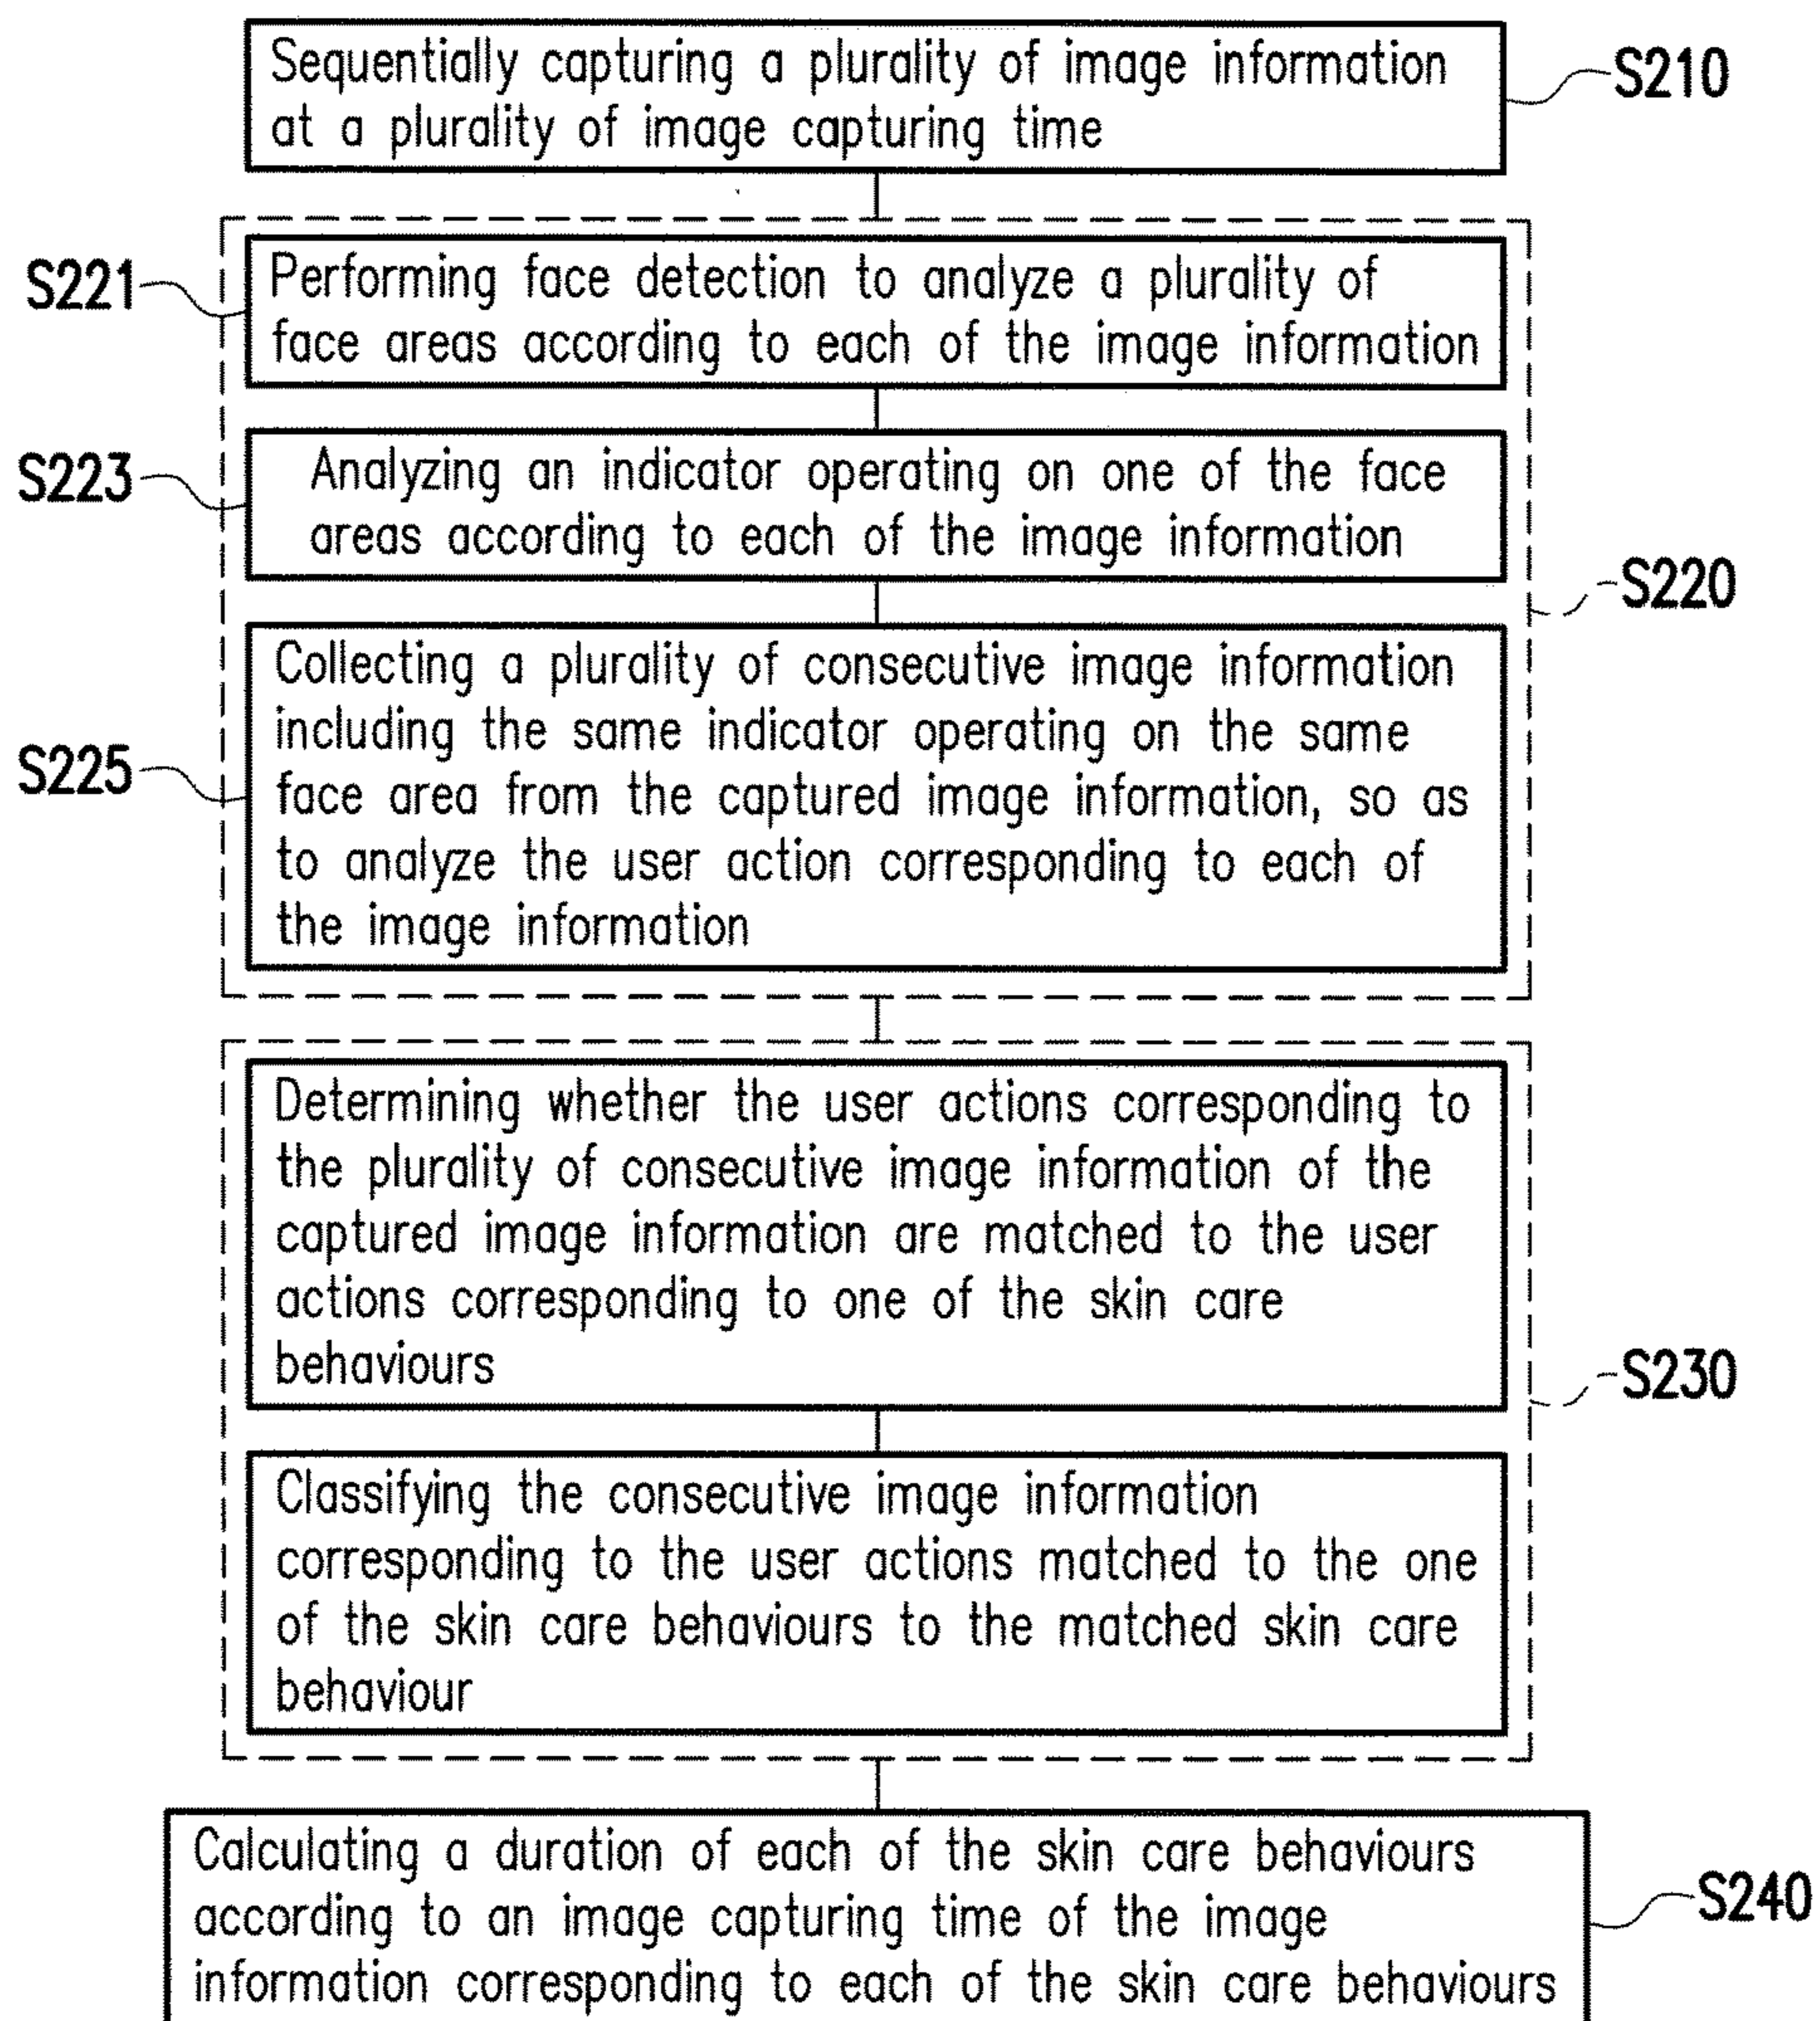 Sequentially capturing a plurality of image information
at a plurality of image capturing time
S210
S221
Performing face detection to analyze a plurality of
face areas according to each of the image information
S223
Analyzing an indicator operating on one of the face
areas according to each of the image information
S220
Collecting a plurality of consecutive image information
including the same indicator operating on the same
S225
face area from the captured image information, so as
to analyze the user action corresponding to each of
the image information
Determining whether the user actions corresponding to
the plurality of consecutive image information of the
captured image information are matched to the user
actions corresponding to one of the skin care
behaviours
S230
Classifying the consecutive image information
corresponding to the user actions matched to the one
of the skin care behaviours to the matched skin care
behaviour
Calculating a duration of each of the skin care behaviours
according to an image capturing time of the image
information corresponding to each of the skin care behaviours
S240